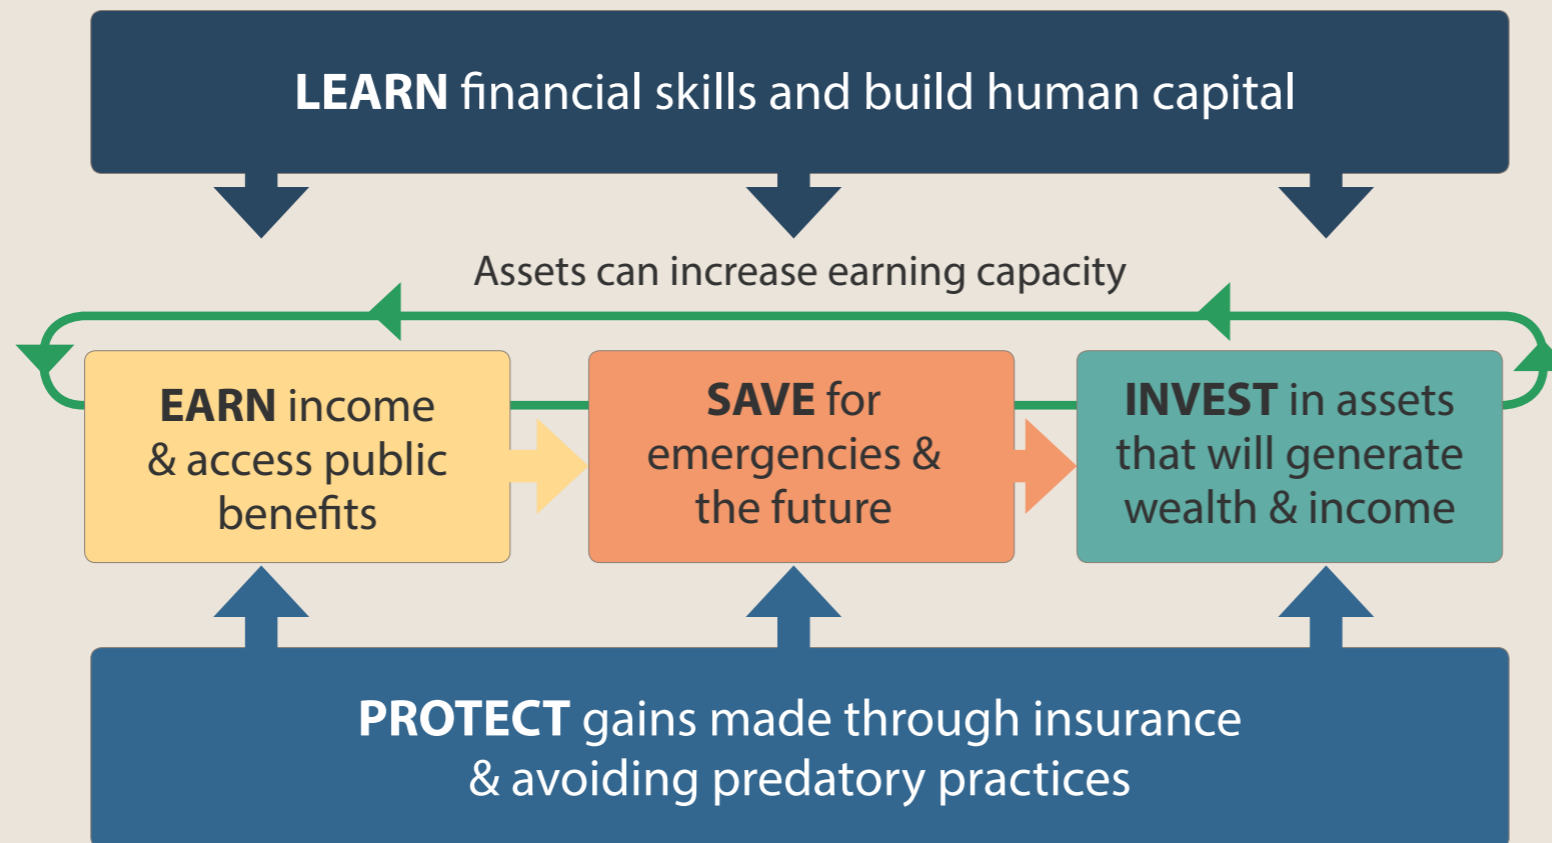 LEARN financial skills and build human capital
Assets can increase earning capacity
EARN income
& access public
benefits
SAVE for
emergencies &
the future
INVEST in assets
that will generate
wealth & income
PROTECT gains made through insurance
& avoiding predatory practices